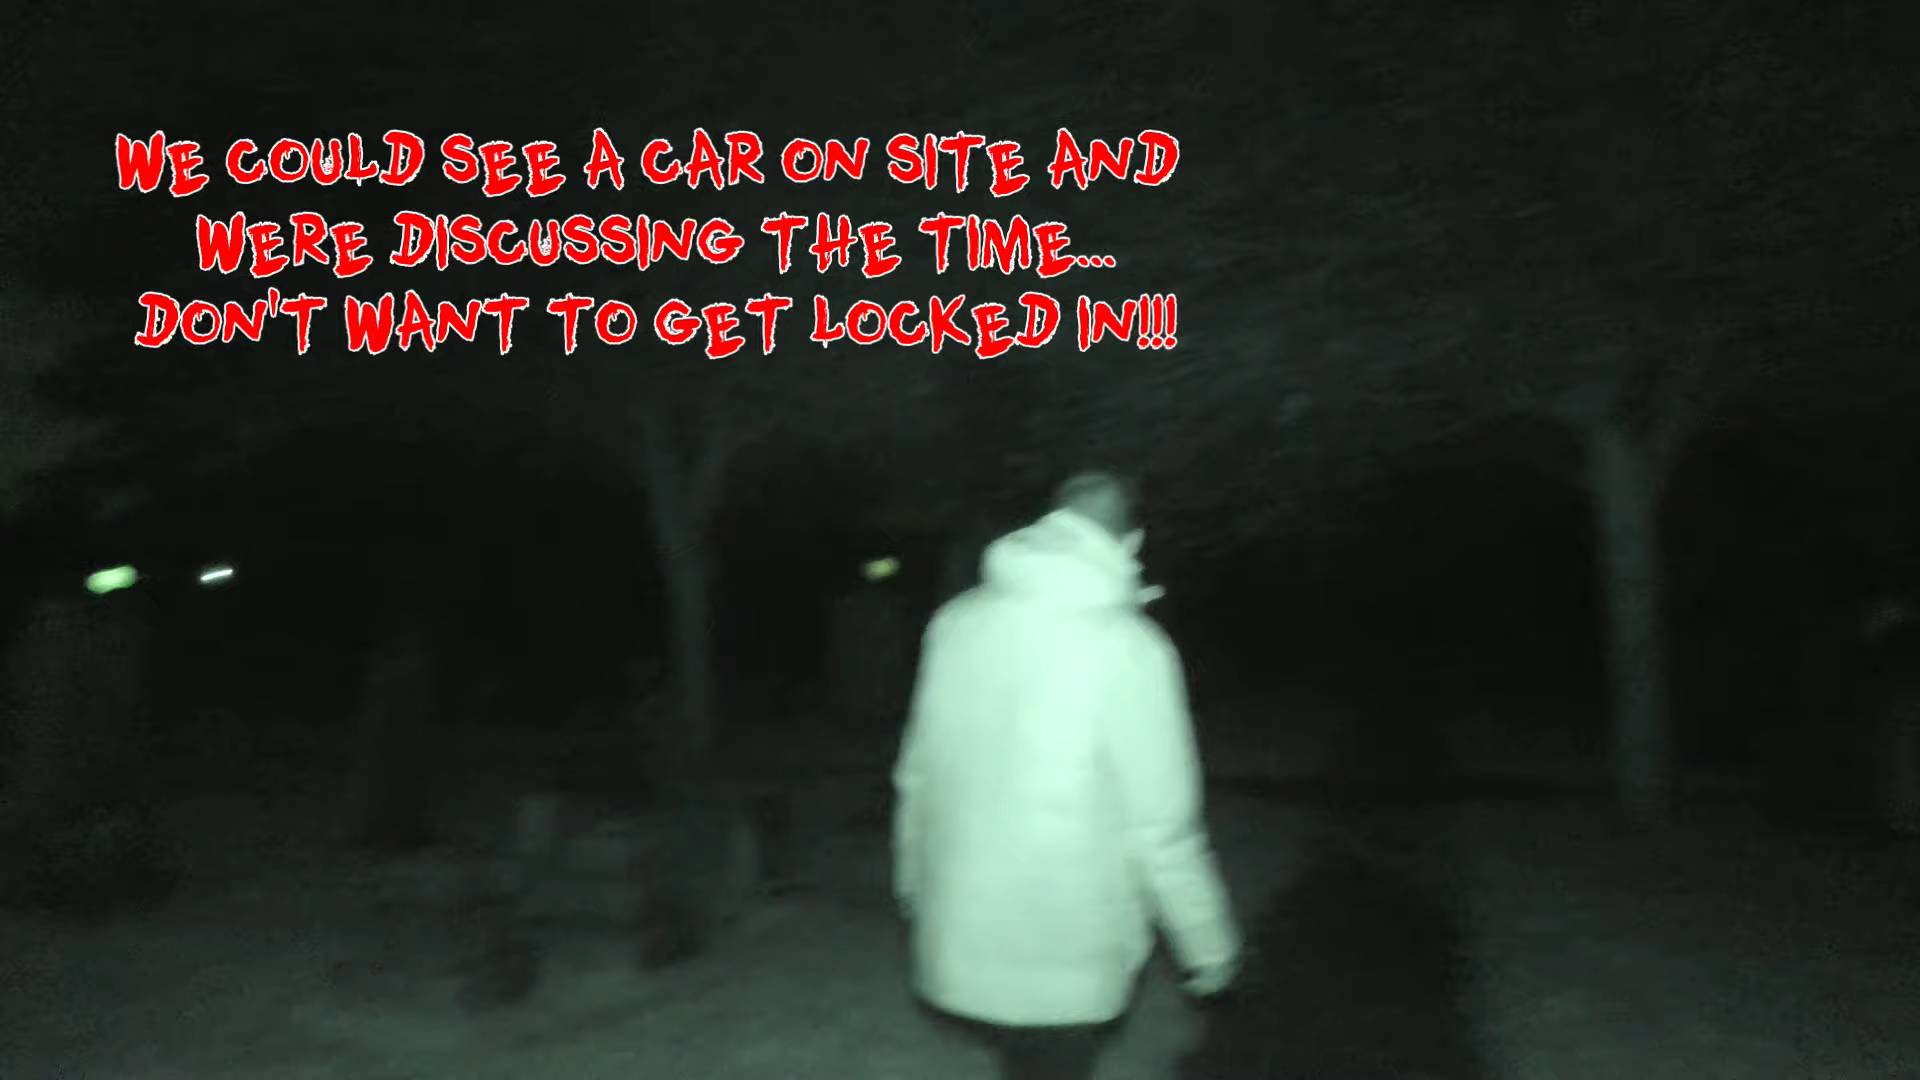 WE COULD SEE A CAR ON SITE AND
WERE DISCUSSING THE TIME...
DON'T WANT TO GET LOCKED IN!!!